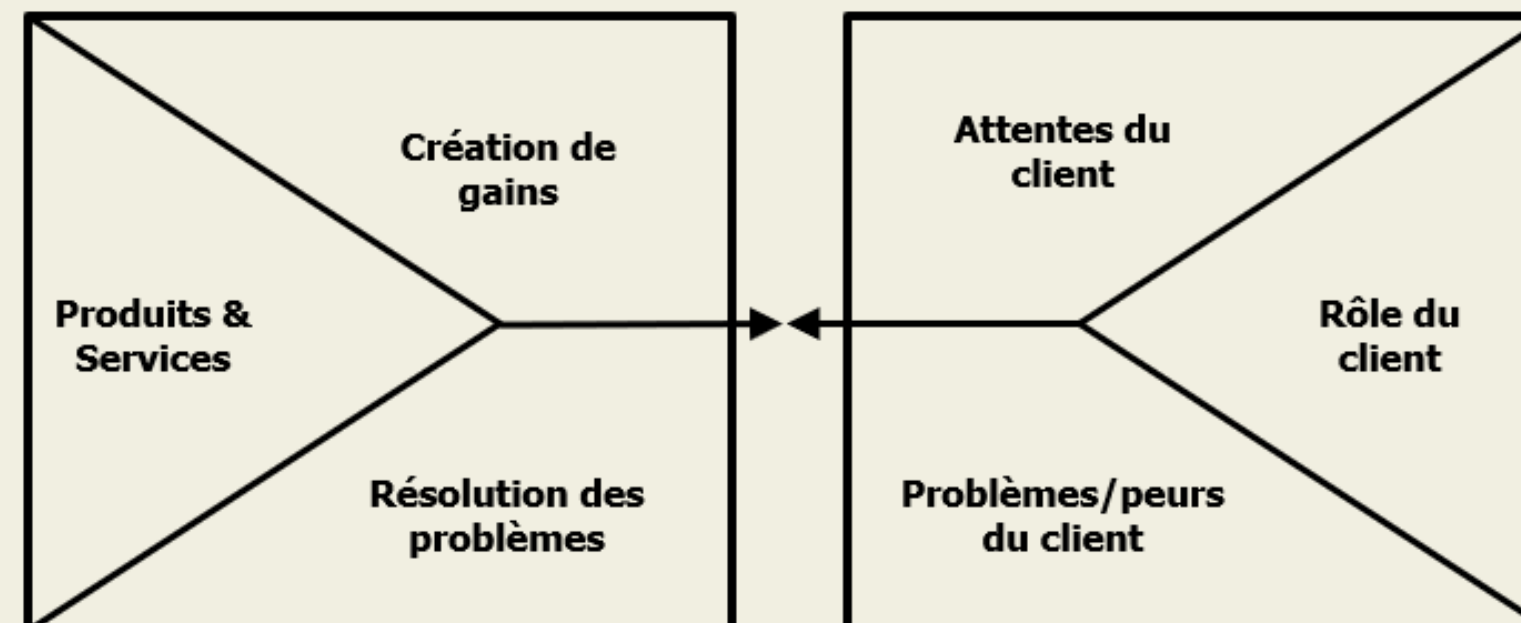 Création de
gains
Produits &
Services
Résolution des
problèmes
Attentes du
client
Rôle du
client
Problèmes/peurs
du client